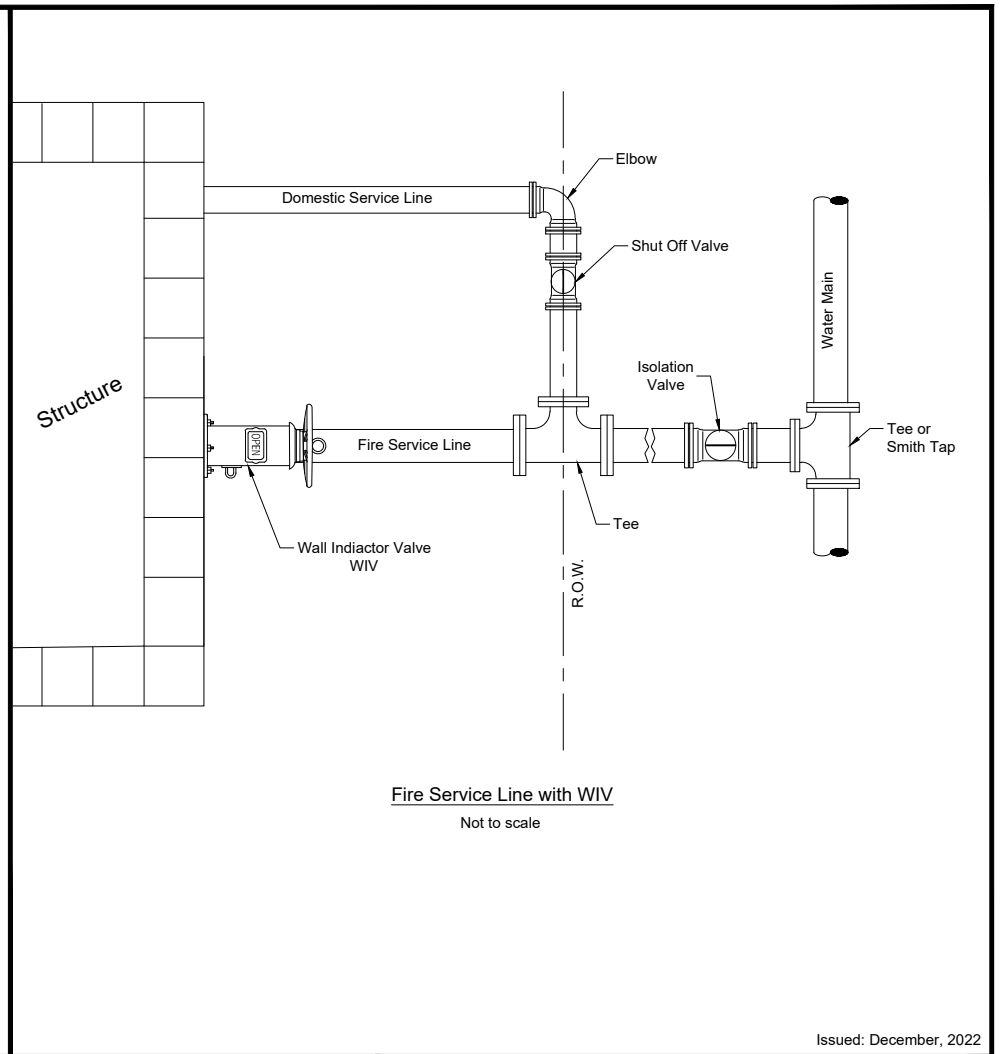 Elbow
Domestic Service Line
Shut Off Valve
Water Main
Isolation
Valve
Structure
Tee or
Smith Tap
OPEN
Fire Service Line
Tee
Wall Indiactor Valve
WIV
R.O.W.
Fire Service Line with WIV
Not to scale
Issued: December, 2022